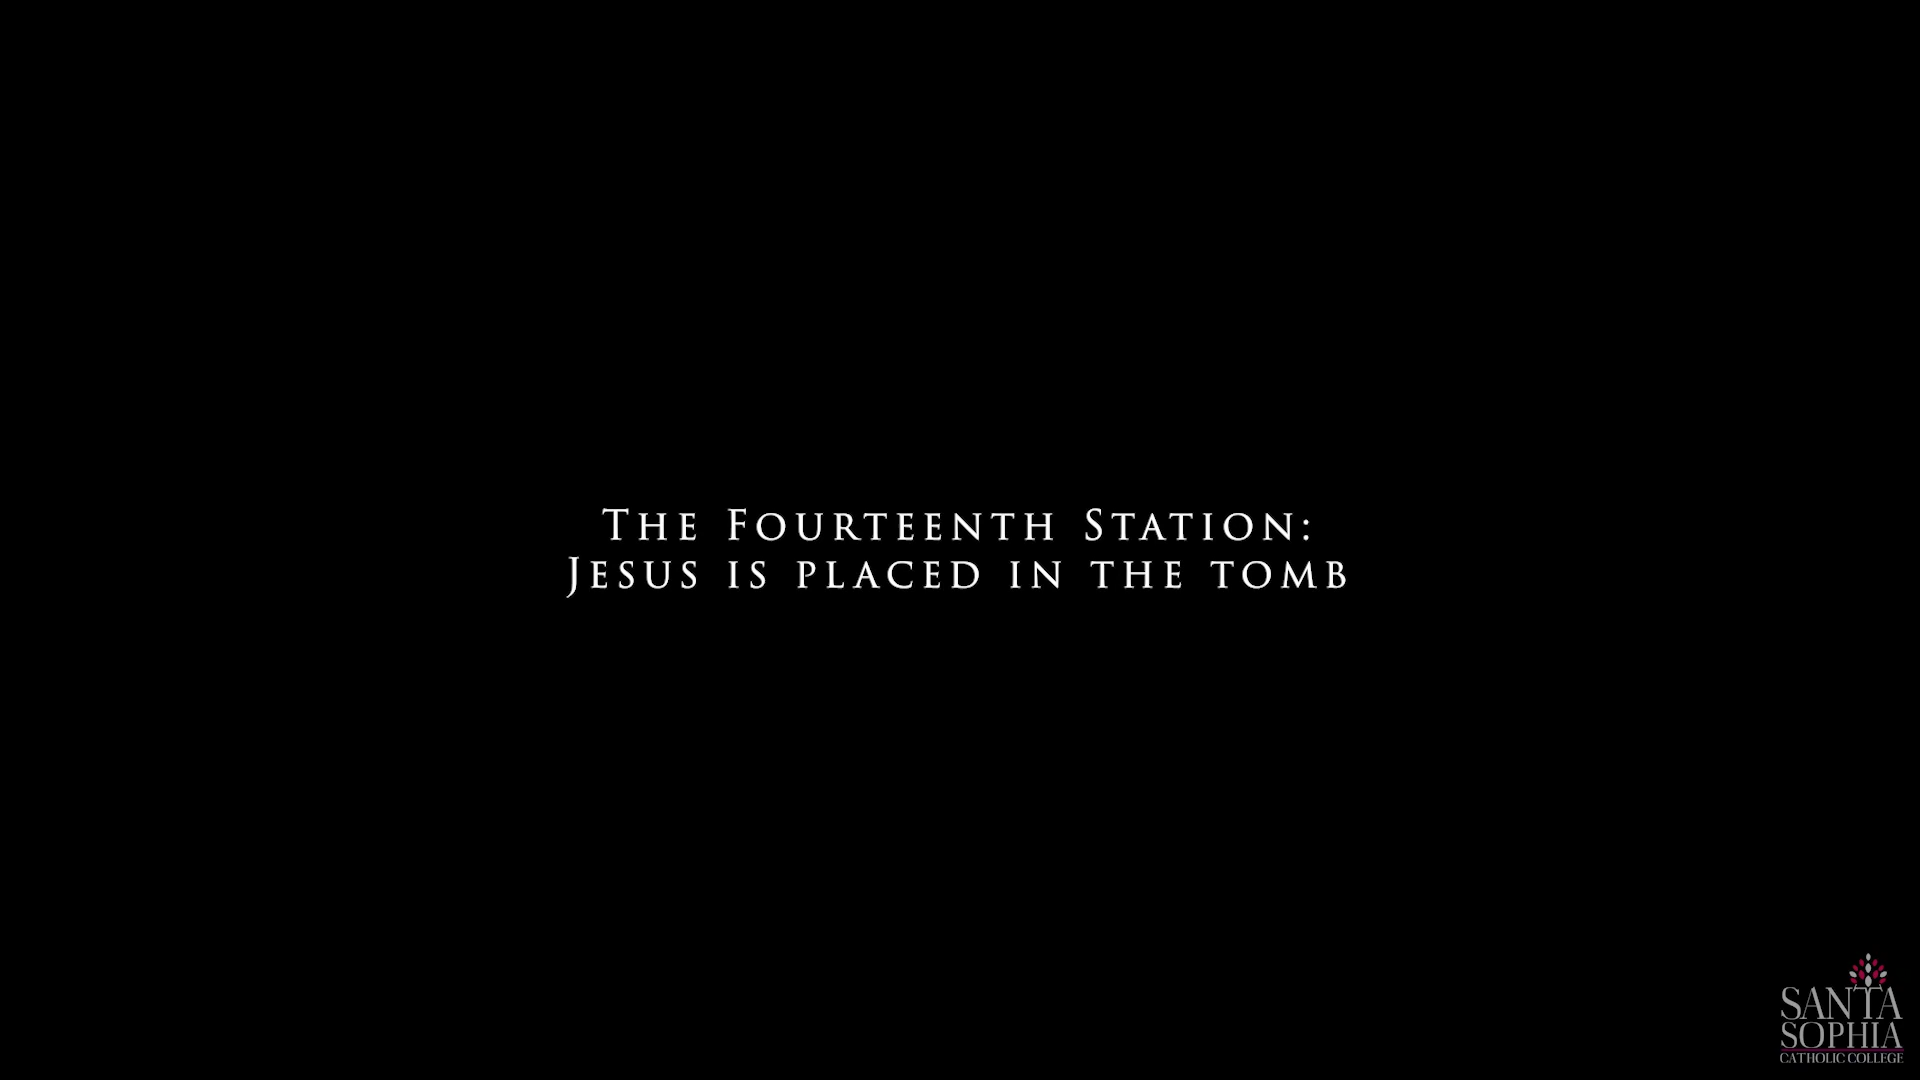 The Fourteenth Station:
Jesus is placed in the tomb
SANTA
SOPHIA
CATHOLIC COLLEGE